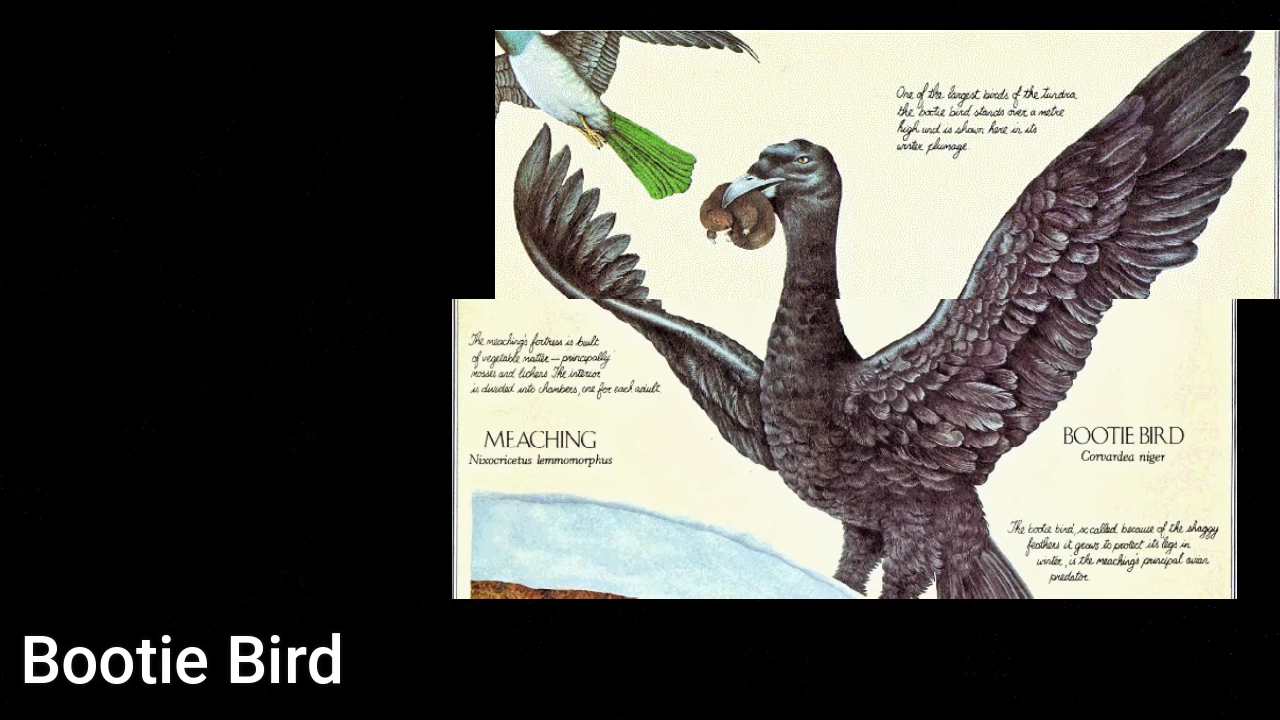 One of the largest birds of the tundra,
the bootie bird stands over a metre
high and is shown here in its
winter plumage.
The meaching's fortress is built
of vegetable matter — principally
mosses and lichens. The interior
is divided into chambers, one for each adult.
MEACHING
Nixocricetus lemmomorphus
BOOTIE BIRD
Corvardea niger
The bootie bird, so called because of the shaggy
feathers it grows to protect its legs in
winter, is the meaching's principal avian
predator.
Bootie Bird